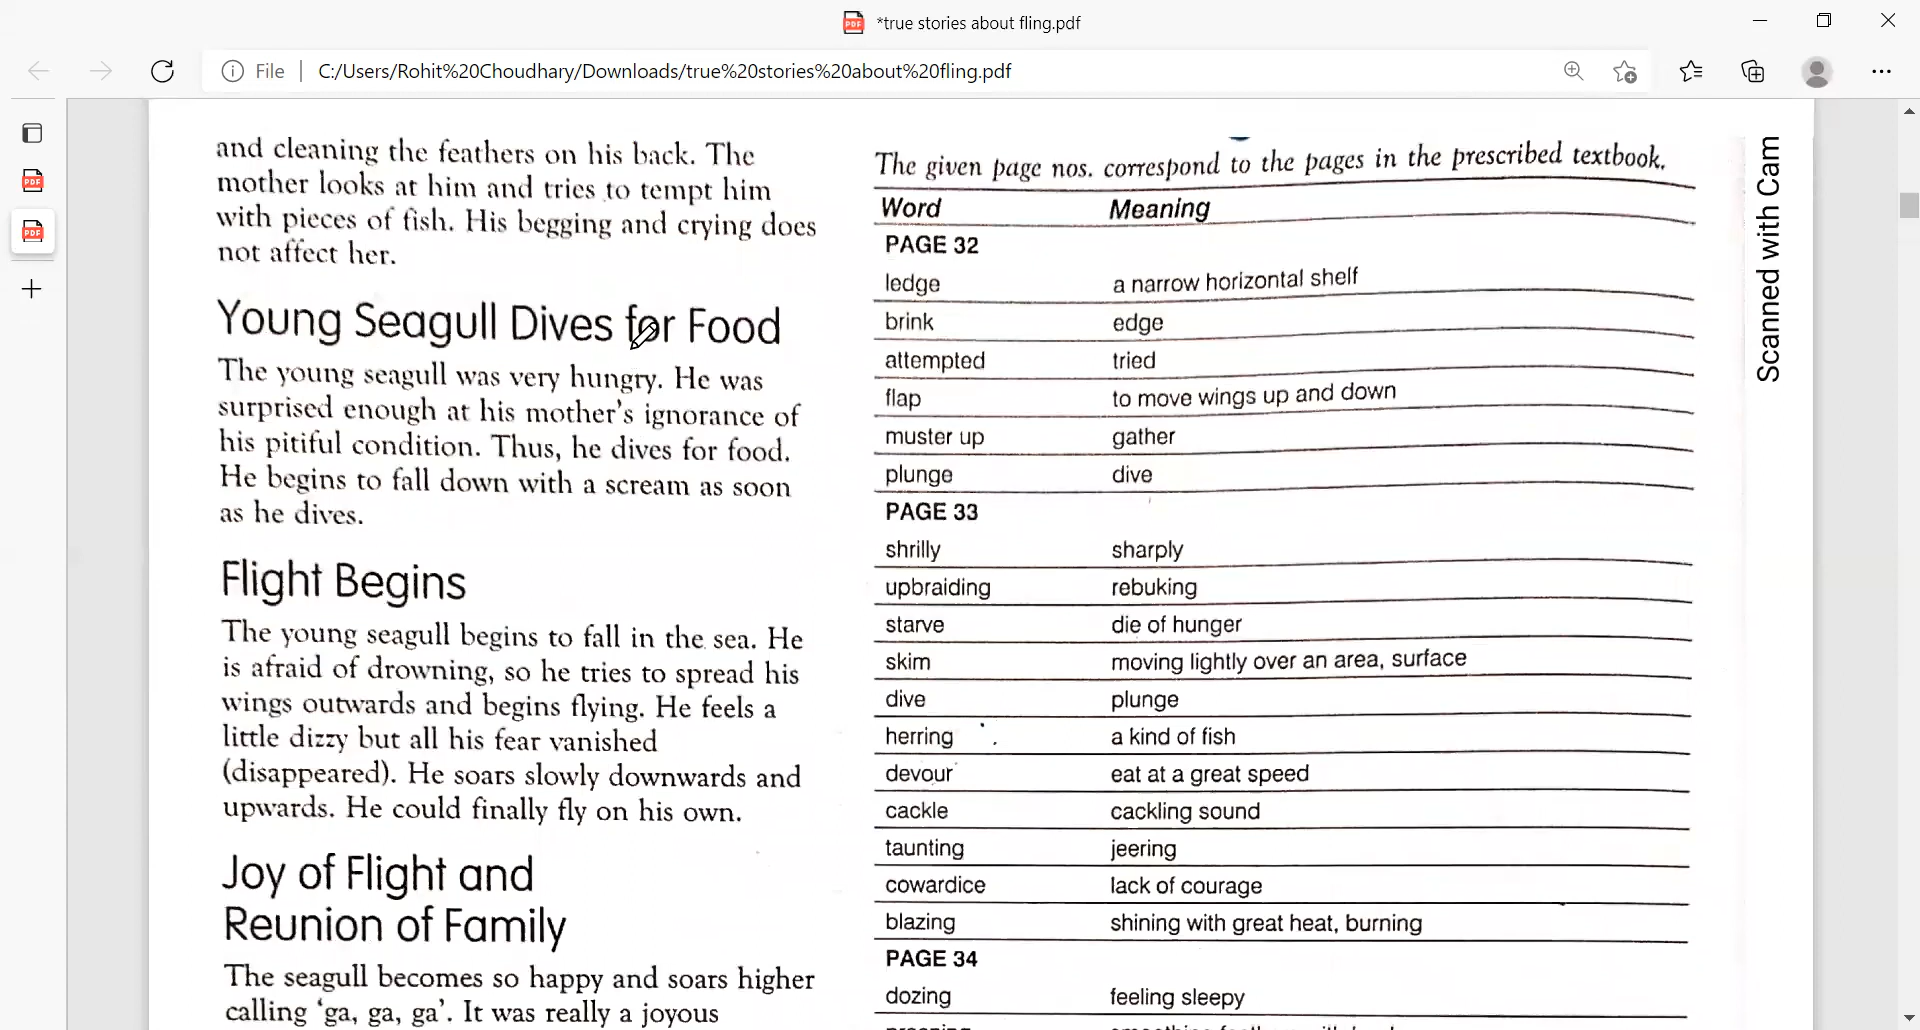 *true stories about fling.pdf
File
C:/Users/Rohit%20Choudhary/Downloads/true%20stories%20about%20fling.pdf
and cleaning the feathers on his back. The
mother looks at him and tries to tempt him
with pieces of fish. His begging and crying does
not affect her.
Young Seagull Dives for Food
The young seagull was very hungry. He was
surprised enough at his mother's ignorance of
his pitiful condition. Thus, he dives for food.
He begins to fall down with a scream as soon
as he dives.
Flight Begins
The young seagull begins to fall in the sea. He
is afraid of drowning, so he tries to spread his
wings outwards and begins flying. He feels a
little dizzy but all his fear vanished
(disappeared). He soars slowly downwards and
upwards. He could finally fly on his own.
Joy of Flight and
Reunion of Family
The seagull becomes so happy and soars higher
calling 'ga, ga, ga'. It was really a joyous
The given page nos. correspond to the pages in the prescribed textbook.
Word Meaning
PAGE 32
ledge a narrow horizontal shelf
brink edge
attempted tried
flap to move wings up and down
muster up gather
plunge dive
PAGE 33
shrilly sharply
upbraiding rebuking
starve die of hunger
skim moving lightly over an area, surface
dive plunge
herring a kind of fish
devour eat at a great speed
cackle cackling sound
taunting jeering
cowardice lack of courage
blazing shining with great heat, burning
PAGE 34
dozing feeling sleepy
Scanned with Cam